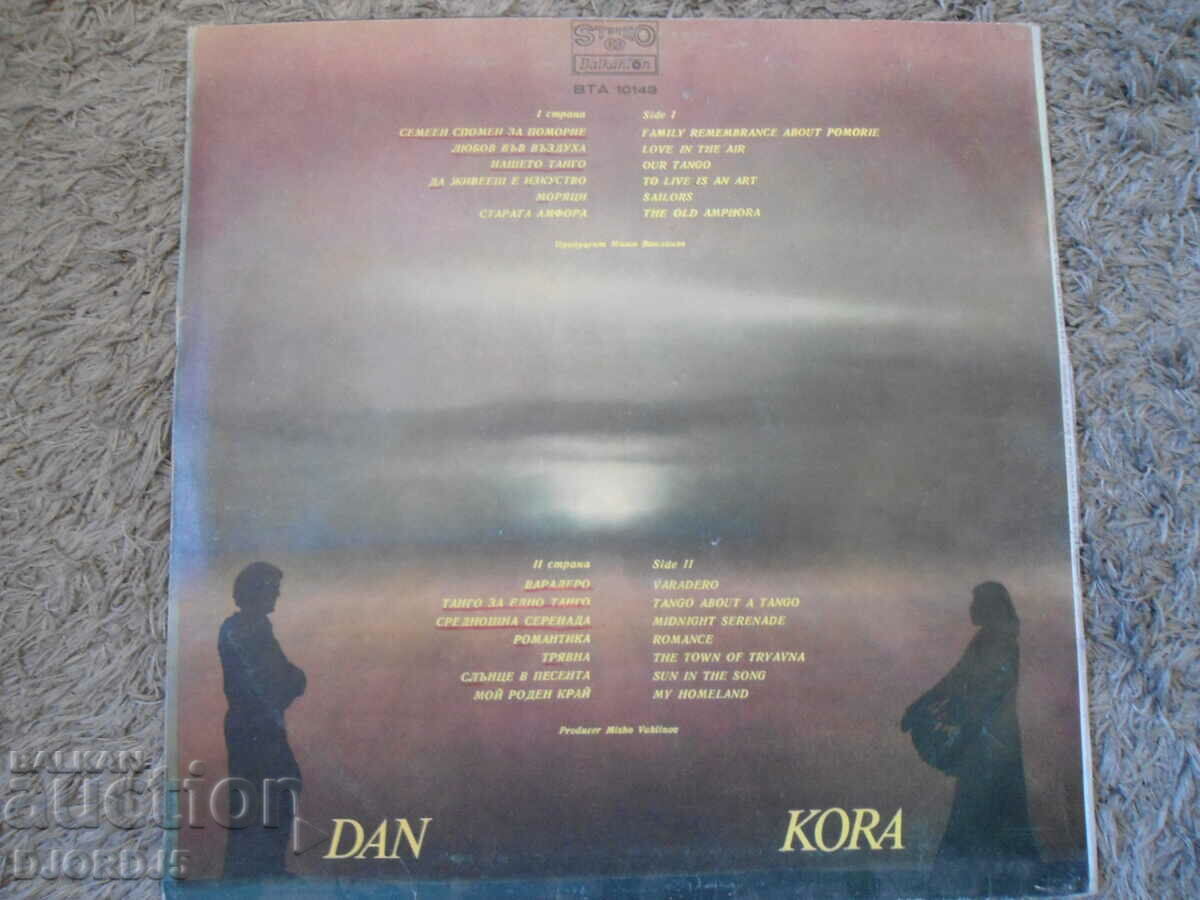 STEREO
Balkanton
BTA 10149
I страна
Side I
СЕМЕЕН СПОМЕН ЗА ПОМОРИЕ
FAMILY REMEMBRANCE ABOUT POMORIE
ЛЮБОВ ВЪВ ВЪЗДУХА
LOVE IN THE AIR
НАШЕТО ТАНГО
OUR TANGO
ДА ЖИВЕЕШ Е ИЗКУСТВО
TO LIVE IS AN ART
МОРЯЦИ
SAILORS
СТАРАТА АМФОРА
THE OLD AMPHORA
II страна
Side II
ВАРАДЕРО
VARADERO
ТАНГО ЗА ЕДНО ТАНГО
TANGO ABOUT A TANGO
СРЕДНОЩНА СЕРЕНАДА
MIDNIGHT SERENADE
РОМАНТИКА
ROMANCE
ТРЯВНА
THE TOWN OF TRYAVNA
СЛЪНЦЕ В ПЕСЕНТА
SUN IN THE SONG
МОЙ РОДЕН КРАЙ
MY HOMELAND
Producer Misho Vaklinov
DAN
KORA
BALKAN
auction
DJORDJ5